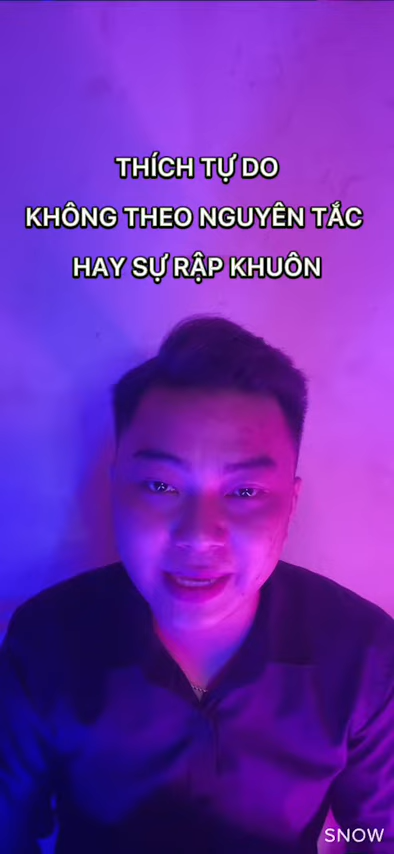 THÍCH TỰ DO
KHÔNG THEO NGUYÊN TẮC
HAY SỰ RẬP KHUÔN
SNOW